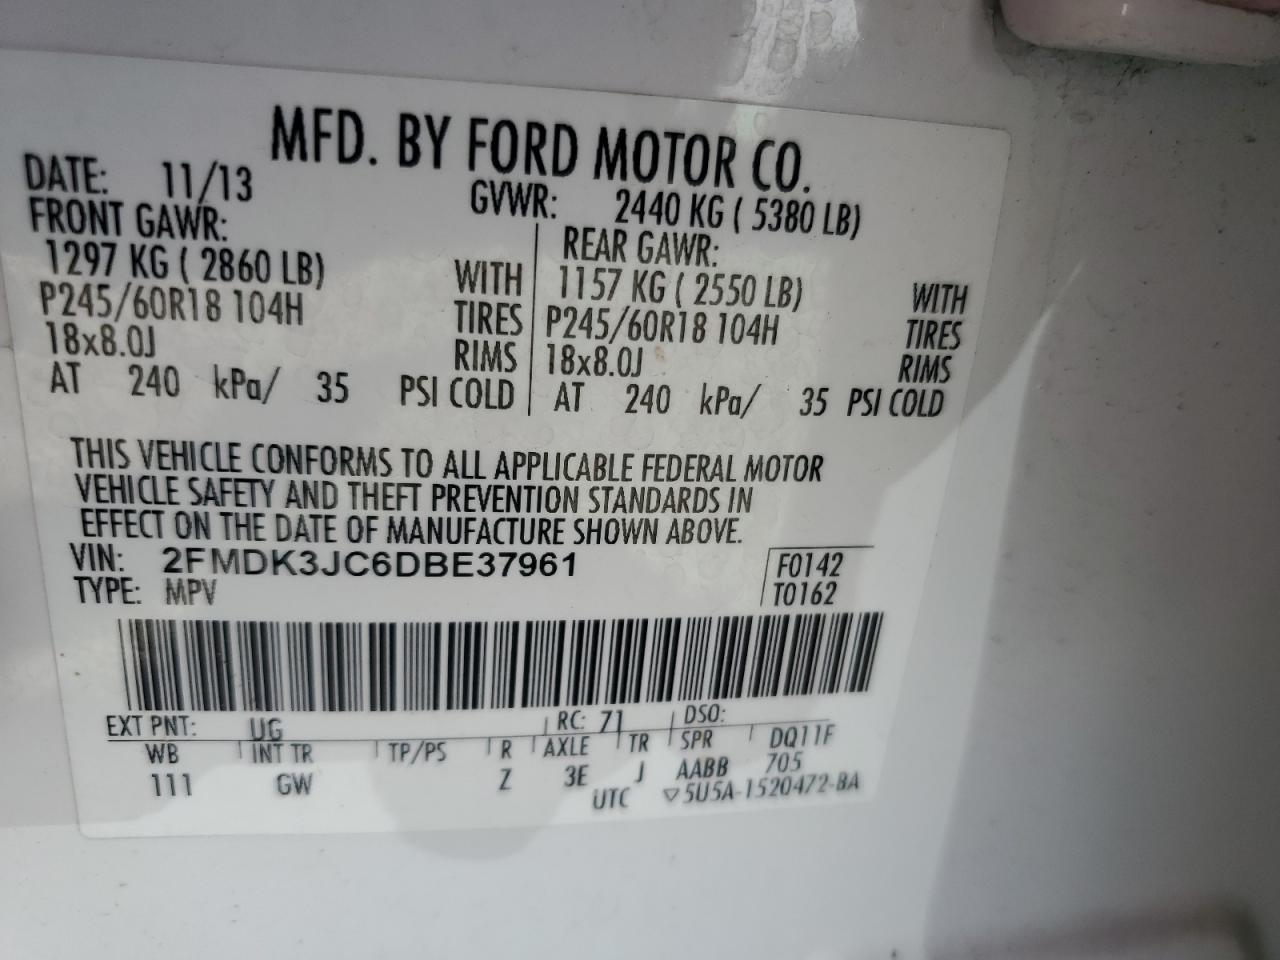 MFD. BY FORD MOTOR CO.
DATE: 11/13 GVWR: 2440 KG ( 5380 LB)
FRONT GAWR: REAR GAWR:
1297 KG ( 2860 LB) WITH 1157 KG ( 2550 LB) WITH
P245/60R18 104H TIRES P245/60R18 104H TIRES
18x8.0J RIMS 18x8.0J RIMS
AT 240 kPa/ 35 PSI COLD AT 240 kPa/ 35 PSI COLD
THIS VEHICLE CONFORMS TO ALL APPLICABLE FEDERAL MOTOR
VEHICLE SAFETY AND THEFT PREVENTION STANDARDS IN
EFFECT ON THE DATE OF MANUFACTURE SHOWN ABOVE.
VIN: 2FMDK3JC6DBE37961 F0142
TYPE: MPV T0162
EXT PNT: UG RC: 71 DSO:
WB INT TR TP/PS R AXLE TR SPR DQ11F
111 GW Z 3E J AABB 705
UTC ▽5U5A-1520472-BA